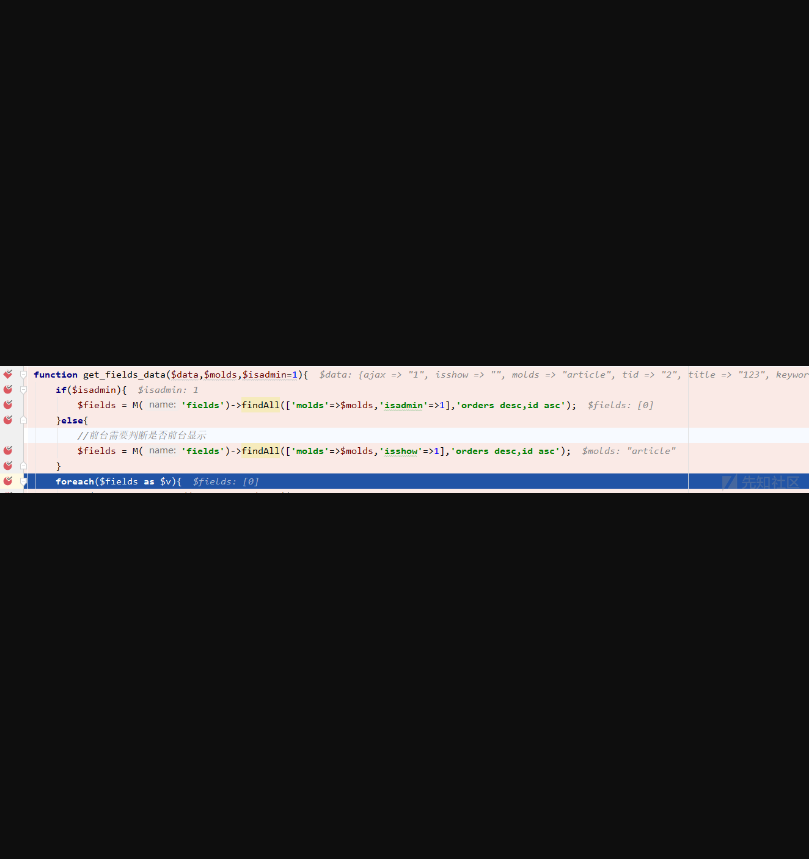 function get_fields_data($data,$molds,$isadmin=1){  $data: {ajax => "1", isshow => "", molds => "article", tid => "2", title => "123", keywor
if($isadmin){  $isadmin: 1
$fields = M( name: 'fields')->findAll(['molds'=>$molds,'isadmin'=>1],'orders desc,id asc');  $fields: [0]
}else{
//前台需要判断是否前台显示
$fields = M( name: 'fields')->findAll(['molds'=>$molds,'isshow'=>1],'orders desc,id asc');  $molds: "article"
}
foreach($fields as $v){  $fields: [0]
先知社区